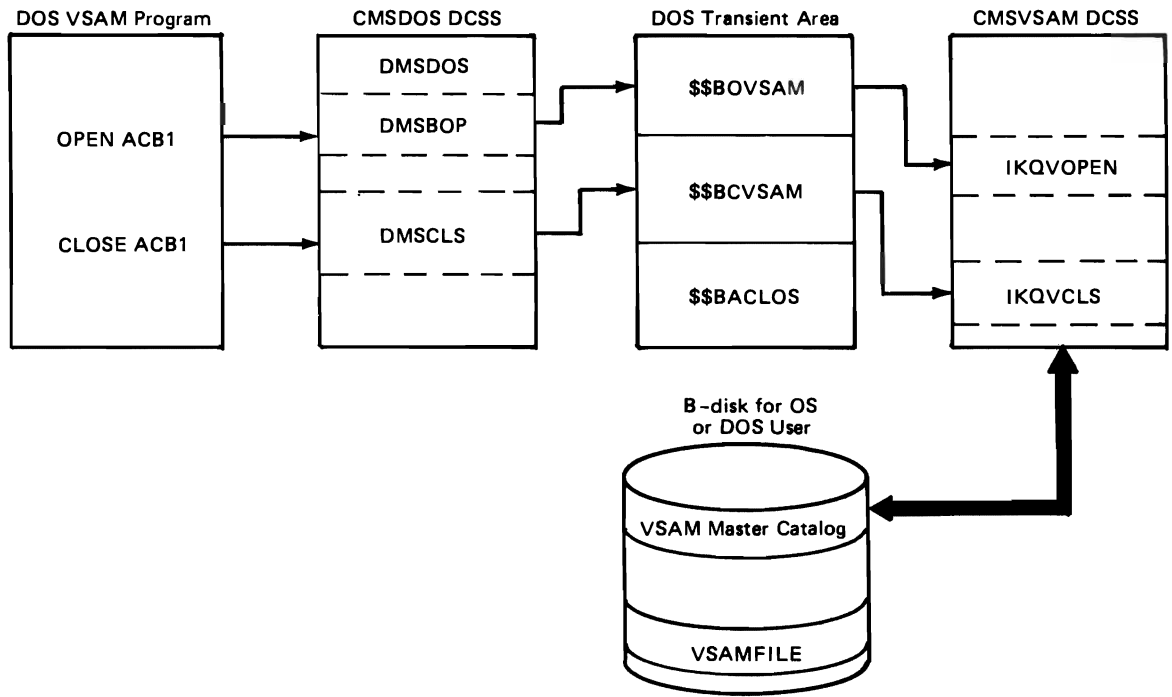 DOS VSAM Program
OPEN ACB1
CLOSE ACB1
CMSDOS DCSS
DMSDOS
DMSBOP
DMSCLS
DOS Transient Area
$$BOVSAM
$$BCVSAM
$$BACLOS
CMSVSAM DCSS
IKQVOPEN
IKQVCLS
B-disk for OS
or DOS User
VSAM Master Catalog
VSAMFILE